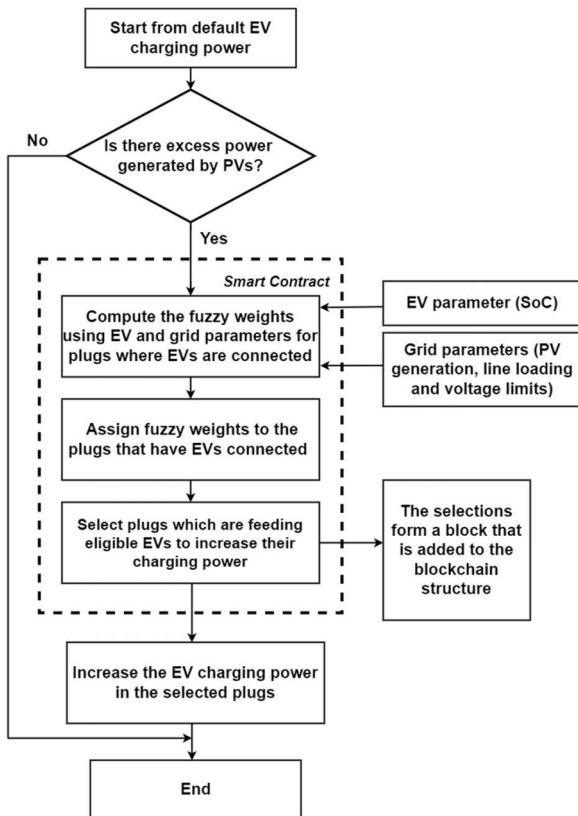 Start from default EV
charging power
Is there excess power
generated by PVs?
No
Yes
Smart Contract
Compute the fuzzy weights
using EV and grid parameters for
plugs where EVs are connected
EV parameter (SoC)
Grid parameters (PV
generation, line loading
and voltage limits)
Assign fuzzy weights to the
plugs that have EVs connected
Select plugs which are feeding
eligible EVs to increase their
charging power
The selections
form a block that
is added to the
blockchain
structure
Increase the EV charging power
in the selected plugs
End